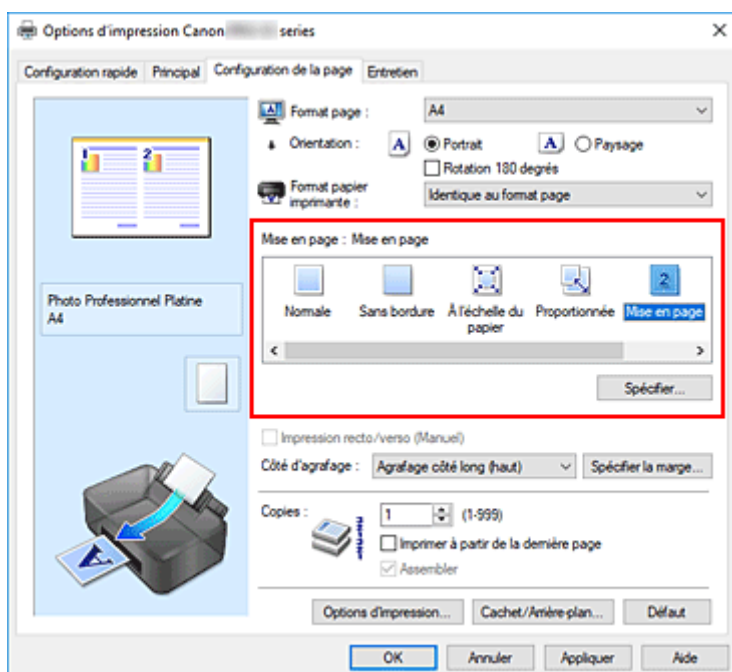 Options d'impression Canon series
Configuration rapide Principal Configuration de la page Entretien
Format page : A4
Orientation : A Portrait A Paysage
Rotation 180 degrés
Format papier
imprimante : Identique au format page
1 2
Mise en page : Mise en page
2
Normale Sans bordure À l'échelle du
papier Proportionnée Mise en page
Photo Professionnel Platine
A4
Spécifier...
Impression recto/verso (Manuel)
Côté d'agrafage : Agrafage côté long (haut) Spécifier la marge...
Copies : 1 (1-999)
Imprimer à partir de la dernière page
Assembler
A
Options d'impression... Cachet/Arrière-plan... Défaut
OK Annuler Appliquer Aide